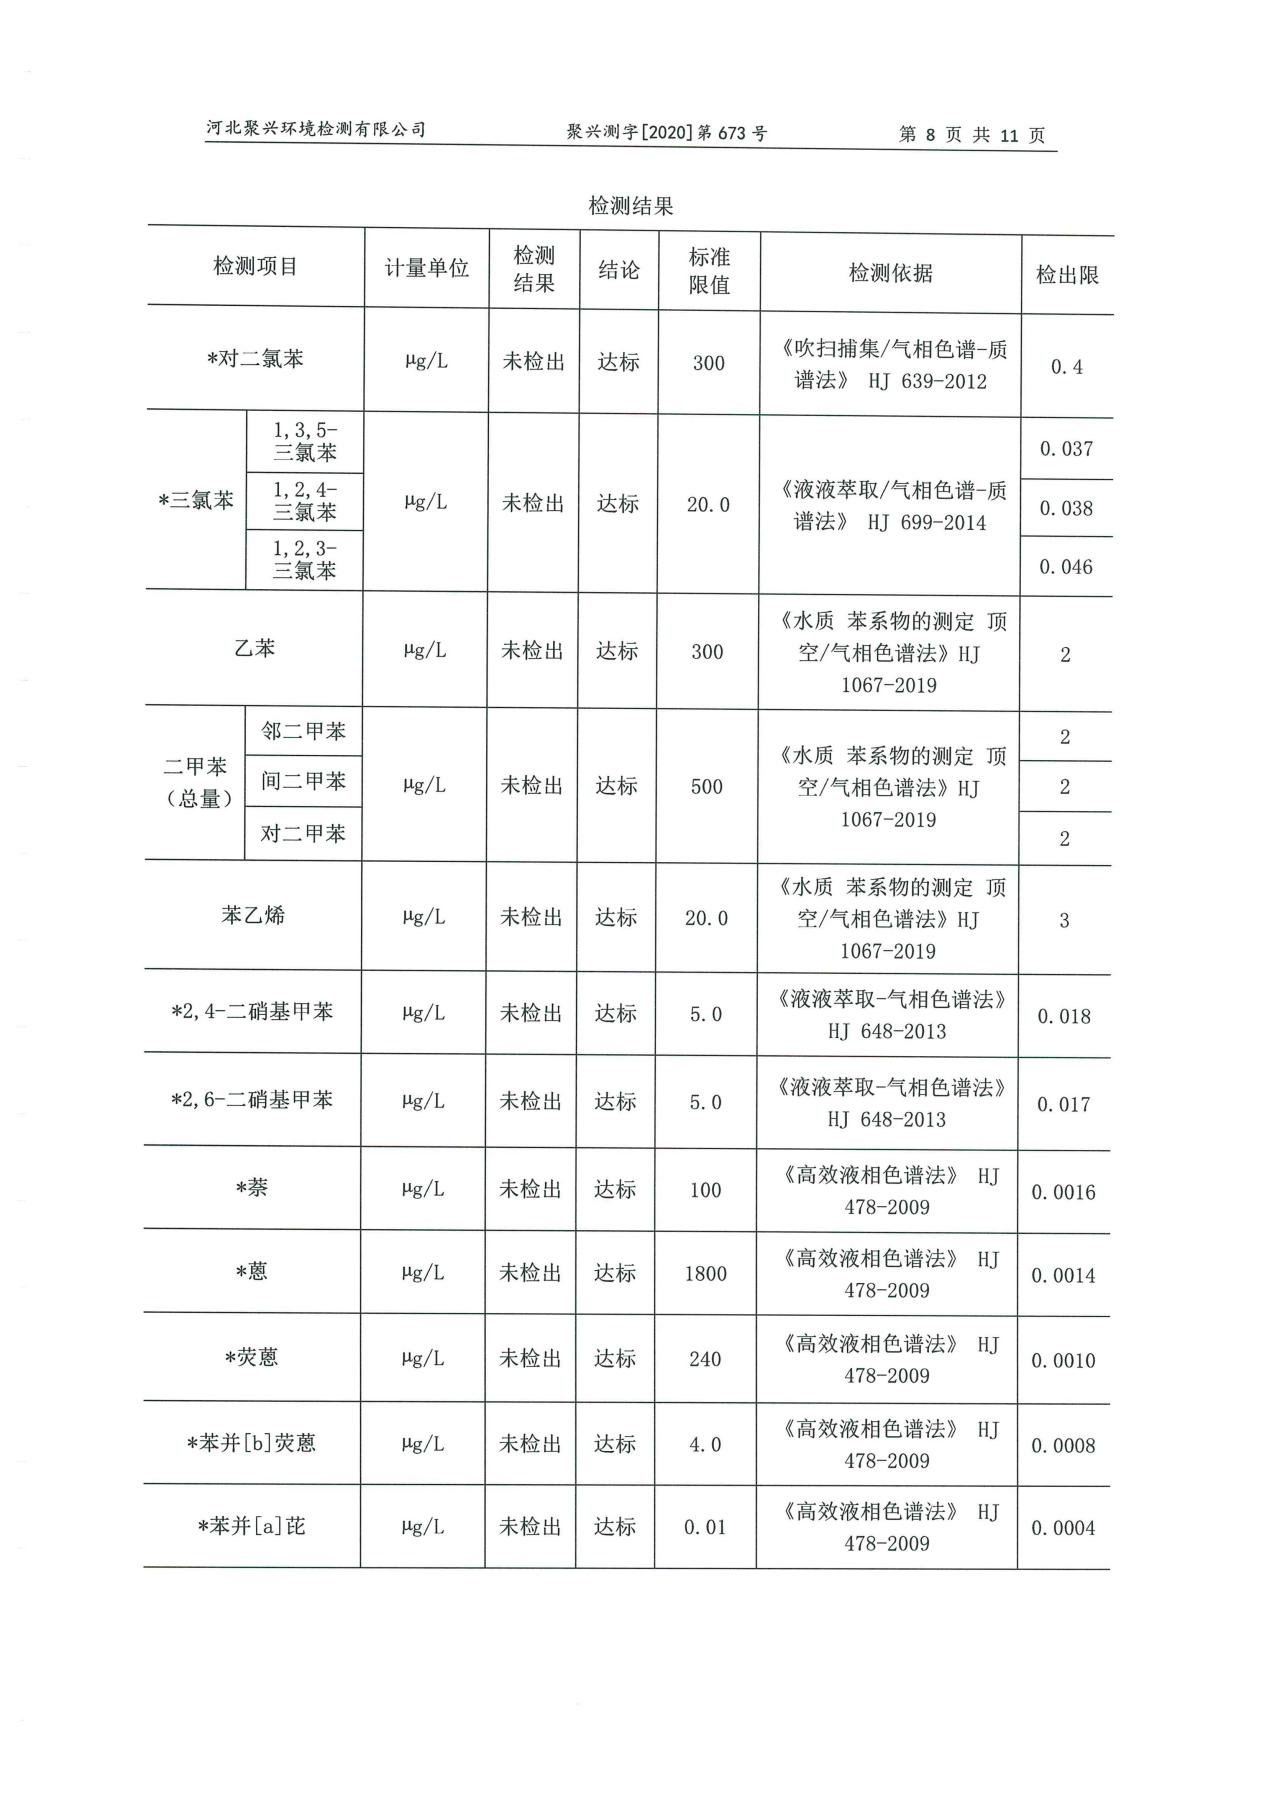 河北聚兴环境检测有限公司 聚兴测字[2020]第 673 号 第 8 页 共 11 页
检测结果
检测项目 计量单位 检测结果 结论 标准限值 检测依据 检出限
*对二氯苯 μg/L 未检出 达标 300 《吹扫捕集/气相色谱-质谱法》 HJ 639-2012 0.4
*三氯苯 1,3,5-三氯苯 μg/L 未检出 达标 20.0 《液液萃取/气相色谱-质谱法》 HJ 699-2014 0.037
1,2,4-三氯苯 0.038
1,2,3-三氯苯 0.046
乙苯 μg/L 未检出 达标 300 《水质 苯系物的测定 顶空/气相色谱法》HJ 1067-2019 2
二甲苯（总量） 邻二甲苯 μg/L 未检出 达标 500 《水质 苯系物的测定 顶空/气相色谱法》HJ 1067-2019 2
间二甲苯 2
对二甲苯 2
苯乙烯 μg/L 未检出 达标 20.0 《水质 苯系物的测定 顶空/气相色谱法》HJ 1067-2019 3
*2,4-二硝基甲苯 μg/L 未检出 达标 5.0 《液液萃取-气相色谱法》 HJ 648-2013 0.018
*2,6-二硝基甲苯 μg/L 未检出 达标 5.0 《液液萃取-气相色谱法》 HJ 648-2013 0.017
*萘 μg/L 未检出 达标 100 《高效液相色谱法》 HJ 478-2009 0.0016
*蒽 μg/L 未检出 达标 1800 《高效液相色谱法》 HJ 478-2009 0.0014
*荧蒽 μg/L 未检出 达标 240 《高效液相色谱法》 HJ 478-2009 0.0010
*苯并[b]荧蒽 μg/L 未检出 达标 4.0 《高效液相色谱法》 HJ 478-2009 0.0008
*苯并[a]芘 μg/L 未检出 达标 0.01 《高效液相色谱法》 HJ 478-2009 0.0004